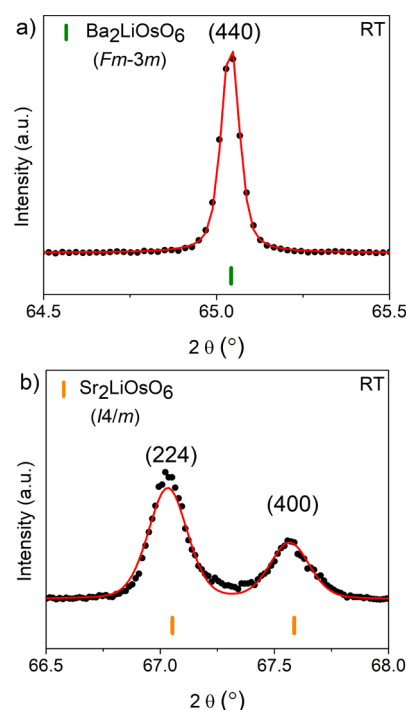 a)
Ba2LiOsO6
(Fm-3m)
(440)
RT
Intensity (a.u.)
64.5 65.0 65.5
2 θ (°)
b)
Sr2LiOsO6
(I4/m)
RT
(224)
(400)
Intensity (a.u.)
66.5 67.0 67.5 68.0
2 θ (°)